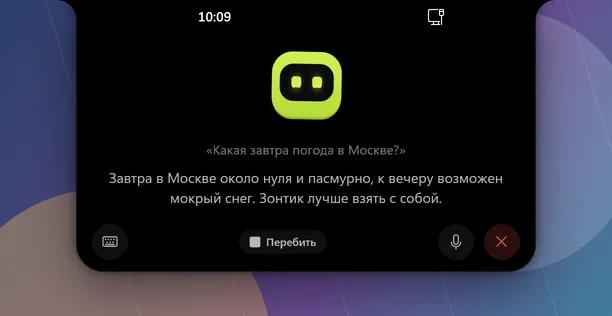 10:09
«Какая завтра погода в Москве?»
Завтра в Москве около нуля и пасмурно, к вечеру возможен
мокрый снег. Зонтик лучше взять с собой.
Перебить